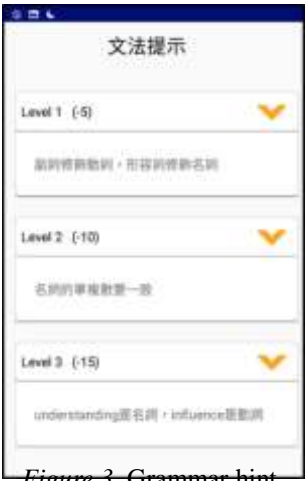 文法提示
Level 1 (-5)
副詞修飾動詞，形容詞修飾名詞
Level 2 (-10)
名詞的單複數要一致
Level 3 (-15)
understanding是名詞，influence是動詞
Figure 3. Grammar hint